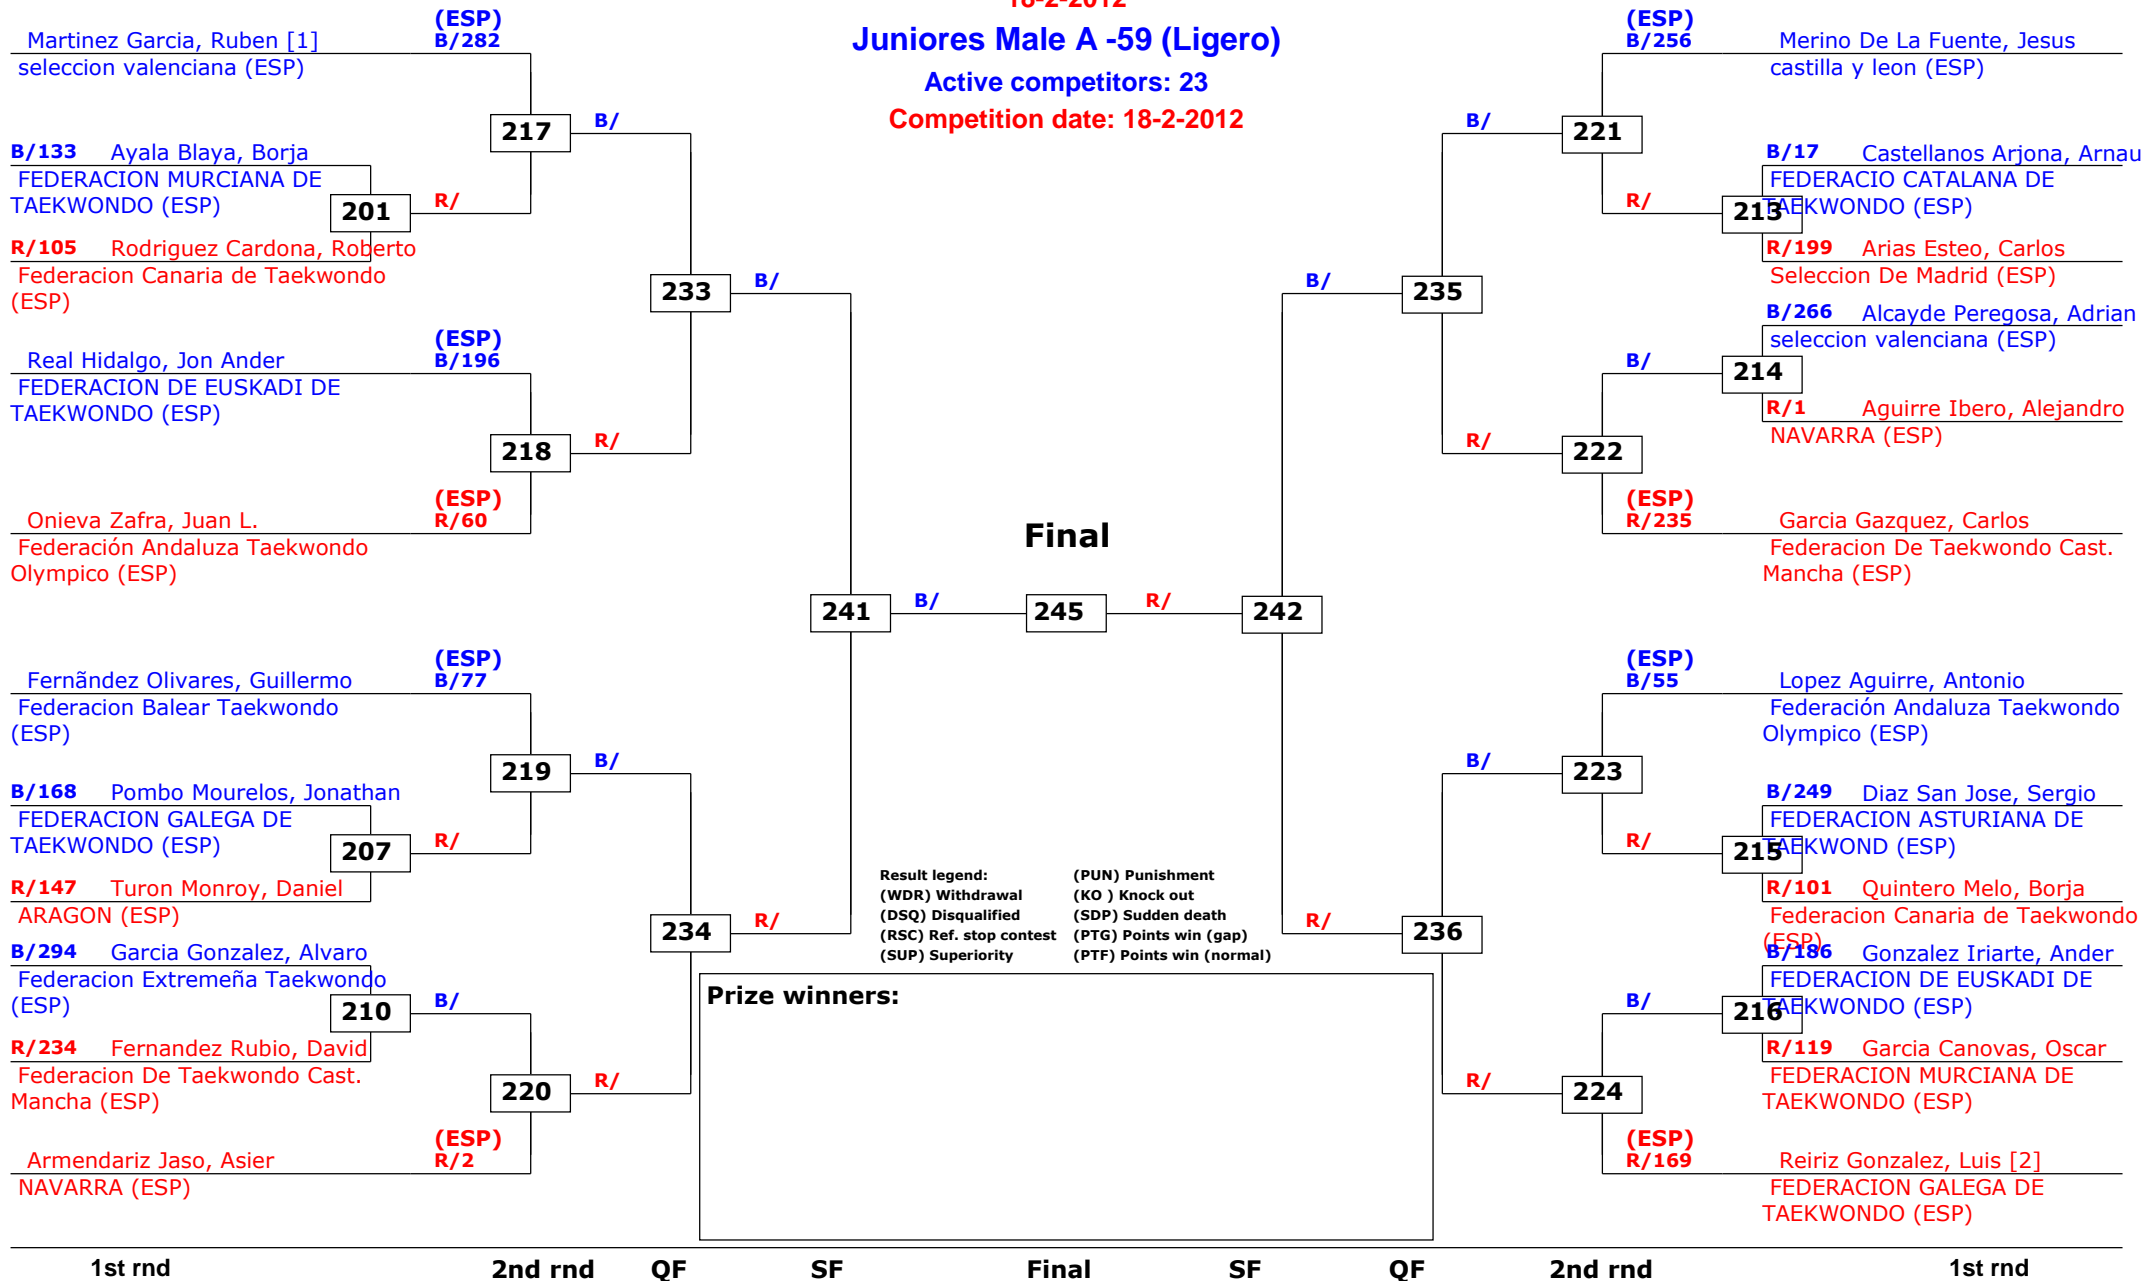 18-2-2012
Juniores Male A -59 (Ligero)
Active competitors: 23
Competition date: 18-2-2012
(ESP)
Martinez Garcia, Ruben [1] B/282
seleccion valenciana (ESP)
217
B/
B/133 Ayala Blaya, Borja
FEDERACION MURCIANA DE
TAEKWONDO (ESP)
201
R/
R/105 Rodriguez Cardona, Roberto
Federacion Canaria de Taekwondo
(ESP)
233
B/
(ESP)
Real Hidalgo, Jon Ander B/196
FEDERACION DE EUSKADI DE
TAEKWONDO (ESP)
218
R/
(ESP)
Onieva Zafra, Juan L. R/60
Federación Andaluza Taekwondo
Olympico (ESP)
241
B/
(ESP)
Fernãndez Olivares, Guillermo B/77
Federacion Balear Taekwondo
(ESP)
219
B/
B/168 Pombo Mourelos, Jonathan
FEDERACION GALEGA DE
TAEKWONDO (ESP)
207
R/
R/147 Turon Monroy, Daniel
ARAGON (ESP)
234
R/
B/294 Garcia Gonzalez, Alvaro
Federacion Extremeña Taekwondo
(ESP)
210
B/
R/234 Fernandez Rubio, David
Federacion De Taekwondo Cast.
Mancha (ESP)
220
R/
(ESP)
Armendariz Jaso, Asier R/2
NAVARRA (ESP)
Final
245
R/
242
Result legend:
(WDR) Withdrawal
(DSQ) Disqualified
(RSC) Ref. stop contest
(SUP) Superiority
(PUN) Punishment
(KO ) Knock out
(SDP) Sudden death
(PTG) Points win (gap)
(PTF) Points win (normal)
Prize winners:
(ESP)
B/256 Merino De La Fuente, Jesus
castilla y leon (ESP)
B/
221
B/17 Castellanos Arjona, Arnau
FEDERACIO CATALANA DE
TAEKWONDO (ESP)
R/
213
R/199 Arias Esteo, Carlos
Seleccion De Madrid (ESP)
B/
235
B/266 Alcayde Peregosa, Adrian
seleccion valenciana (ESP)
B/
214
R/1 Aguirre Ibero, Alejandro
NAVARRA (ESP)
R/
222
(ESP)
R/235 Garcia Gazquez, Carlos
Federacion De Taekwondo Cast.
Mancha (ESP)
(ESP)
B/55 Lopez Aguirre, Antonio
Federación Andaluza Taekwondo
Olympico (ESP)
B/
223
B/249 Diaz San Jose, Sergio
FEDERACION ASTURIANA DE
TAEKWOND (ESP)
R/
215
R/101 Quintero Melo, Borja
Federacion Canaria de Taekwondo
(ESP)
R/
236
B/186 Gonzalez Iriarte, Ander
FEDERACION DE EUSKADI DE
TAEKWONDO (ESP)
B/
216
R/119 Garcia Canovas, Oscar
FEDERACION MURCIANA DE
TAEKWONDO (ESP)
R/
224
(ESP)
R/169 Reiriz Gonzalez, Luis [2]
FEDERACION GALEGA DE
TAEKWONDO (ESP)
1st rnd 2nd rnd QF SF Final SF QF 2nd rnd 1st rnd